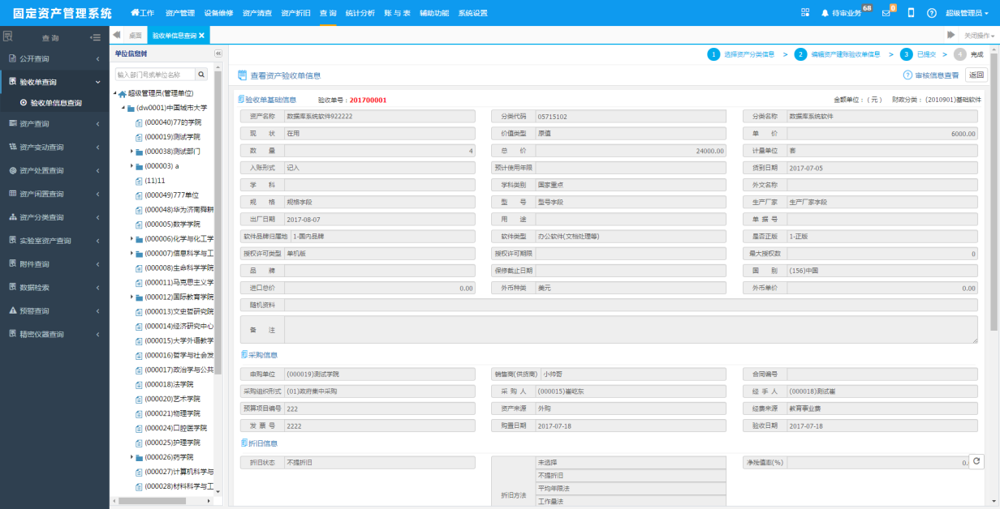 固定资产管理系统 工作 资产管理 设备维修 资产清查 资产折旧 查 询 统计分析 账 与 表 辅助功能 系统设置 待审业务 68 0 超级管理员
查 询
公开查询
验收单查询
验收单信息查询
资产查询
资产变动查询
资产处置查询
资产闲置查询
资产分类查询
实验室资产查询
附件查询
数据检索
预警查询
精密仪器查询
桌面 验收单信息查询 X 关闭操作
单位信息树
输入部门号或单位名称
超级管理员(管理单位)
(dw0001)中国城市大学
(000040)77的学院
(000019)测试学院
(000038)测试部门
(000003) a
(11)11
(000049)777单位
(000048)华为济南舜耕
(000005)数学学院
(000006)化学与化工学
(000007)信息科学与工
(000008)生命科学学院
(000011)马克思主义学
(000012)国际教育学院
(000013)文史哲研究院
(000014)经济研究中心
(000015)大学外语教学
(000016)哲学与社会发
(000017)政治学与公共
(000018)法学院
(000020)艺术学院
(000021)物理学院
(000024)口腔医学院
(000025)护理学院
(000026)药学院
(000027)计算机科学与
(000028)材料科学与工
1 选择资产分类信息 > 2 编辑资产建账验收单信息 > 3 已提交 > 4 完成
查看资产验收单信息 审核信息查看 返回
验收单基础信息 验收单号：201700001 金额单位：(元) 财政分类：(2010901)基础软件
资产名称 数据库系统软件922222 分类代码 05715102 分类名称 数据库系统软件
现 状 在用 价值类型 原值 单 价 6000.00
数 量 4 总 价 24000.00 计量单位 套
入账形式 记入 预计使用年限 货到日期 2017-07-05
学 科 学科类别 国家重点 外文名称
规 格 规格字段 型 号 型号字段 生产厂家 生产厂家字段
出厂日期 2017-08-07 用 途 单 据 号
软件品牌归属地 1-国内品牌 软件类型 办公软件(文档处理等) 是否正版 1-正版
授权许可类型 单机版 授权许可期限 最大授权数 0
品 牌 保修截止日期 国 别 (156)中国
进口总价 0.00 外币种类 美元 外币单价 0.00
随机资料
备 注
采购信息
申购单位 (000019)测试学院 销售商(供货商) 小帅哥 合同编号
采购组织形式 (01)政府集中采购 采 购 人 (000015)崔屹东 经 手 人 (000018)测试崔
预算项目编号 222 资产来源 外购 经费来源 教育事业费
发 票 号 2222 购置日期 2017-07-18 验收日期 2017-07-18
折旧信息
折旧状态 不提折旧 折旧方法 未选择 净残值率(%) 0.
不提折旧
平均年限法
工作量法